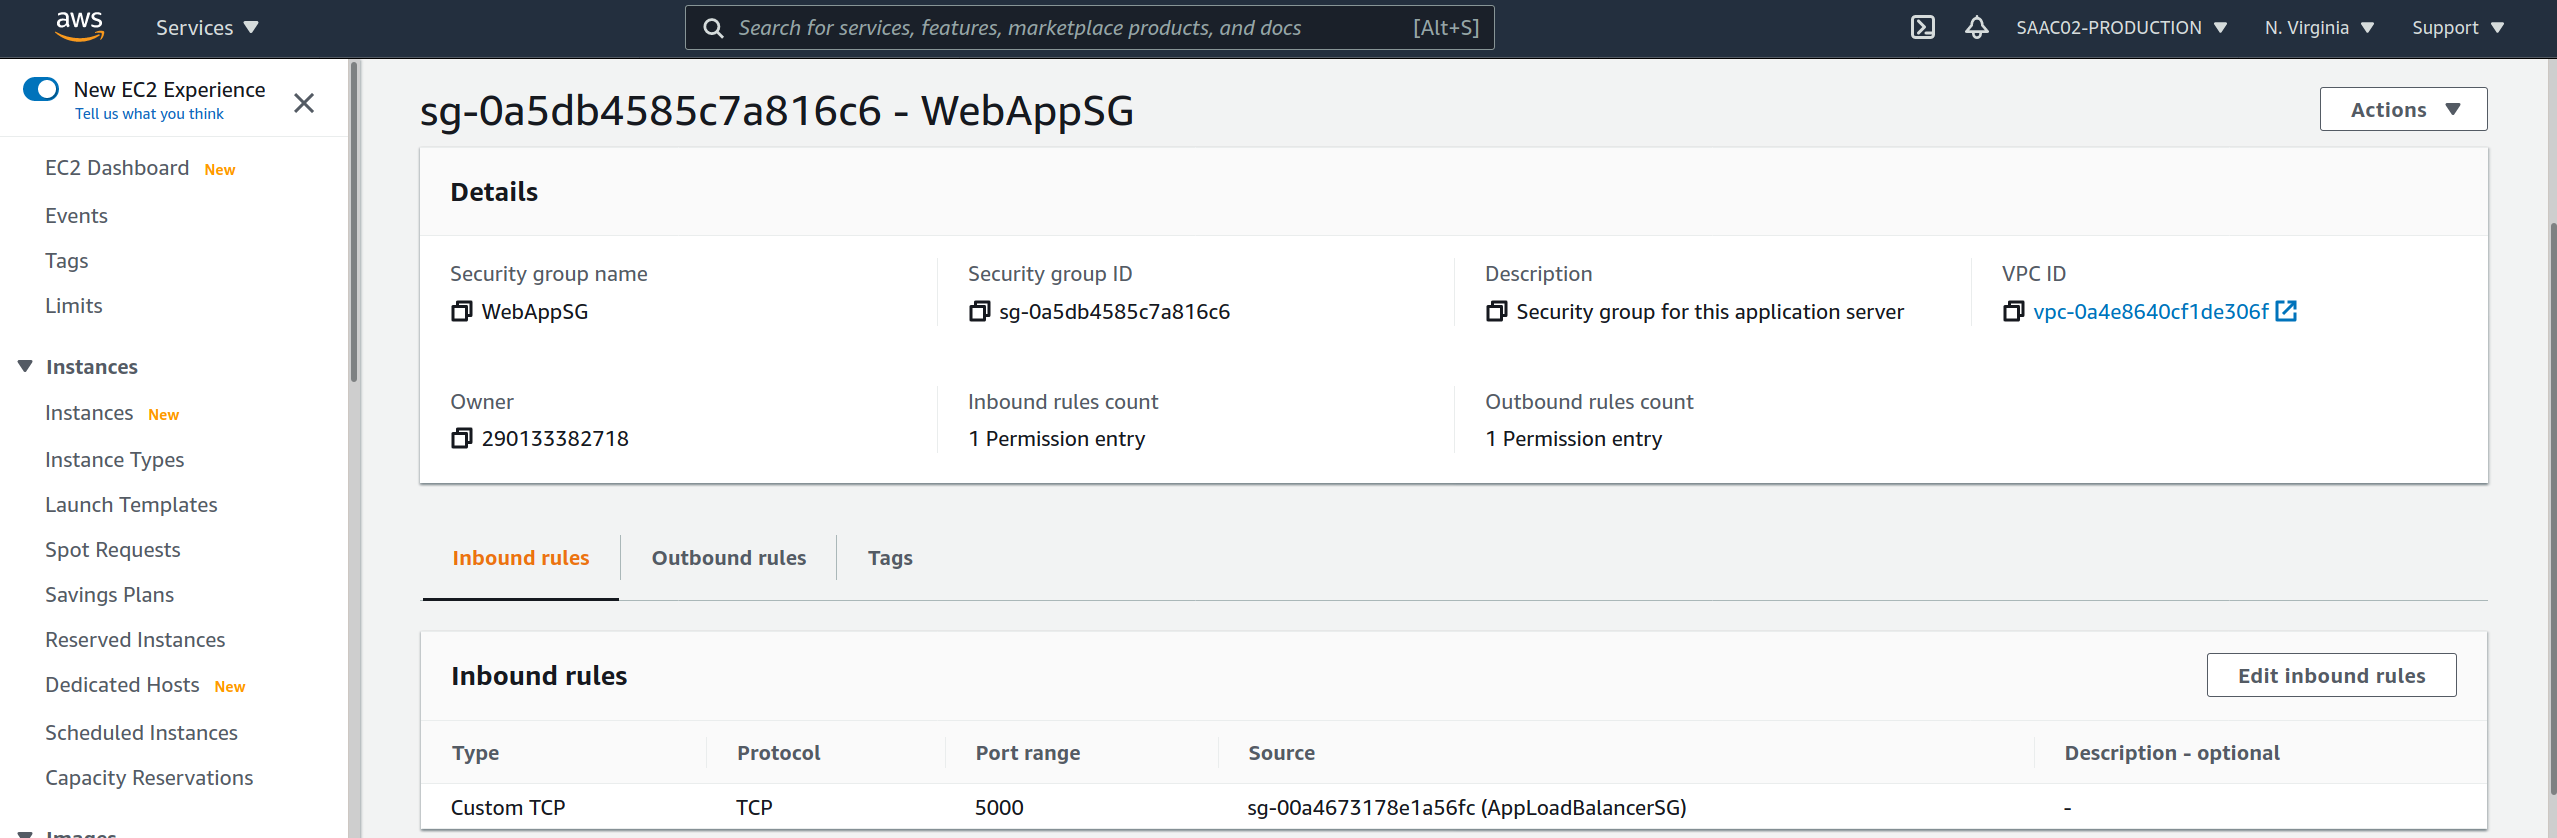 aws
Services
Search for services, features, marketplace products, and docs [Alt+S]
SAAC02-PRODUCTION
N. Virginia
Support
New EC2 Experience
Tell us what you think
EC2 Dashboard New
Events
Tags
Limits
Instances
Instances New
Instance Types
Launch Templates
Spot Requests
Savings Plans
Reserved Instances
Dedicated Hosts New
Scheduled Instances
Capacity Reservations
Images
sg-0a5db4585c7a816c6 - WebAppSG
Actions
Details
Security group name
WebAppSG
Security group ID
sg-0a5db4585c7a816c6
Description
Security group for this application server
VPC ID
vpc-0a4e8640cf1de306f
Owner
290133382718
Inbound rules count
1 Permission entry
Outbound rules count
1 Permission entry
Inbound rules
Outbound rules
Tags
Inbound rules
Edit inbound rules
Type Protocol Port range Source Description - optional
Custom TCP TCP 5000 sg-00a4673178e1a56fc (AppLoadBalancerSG) -